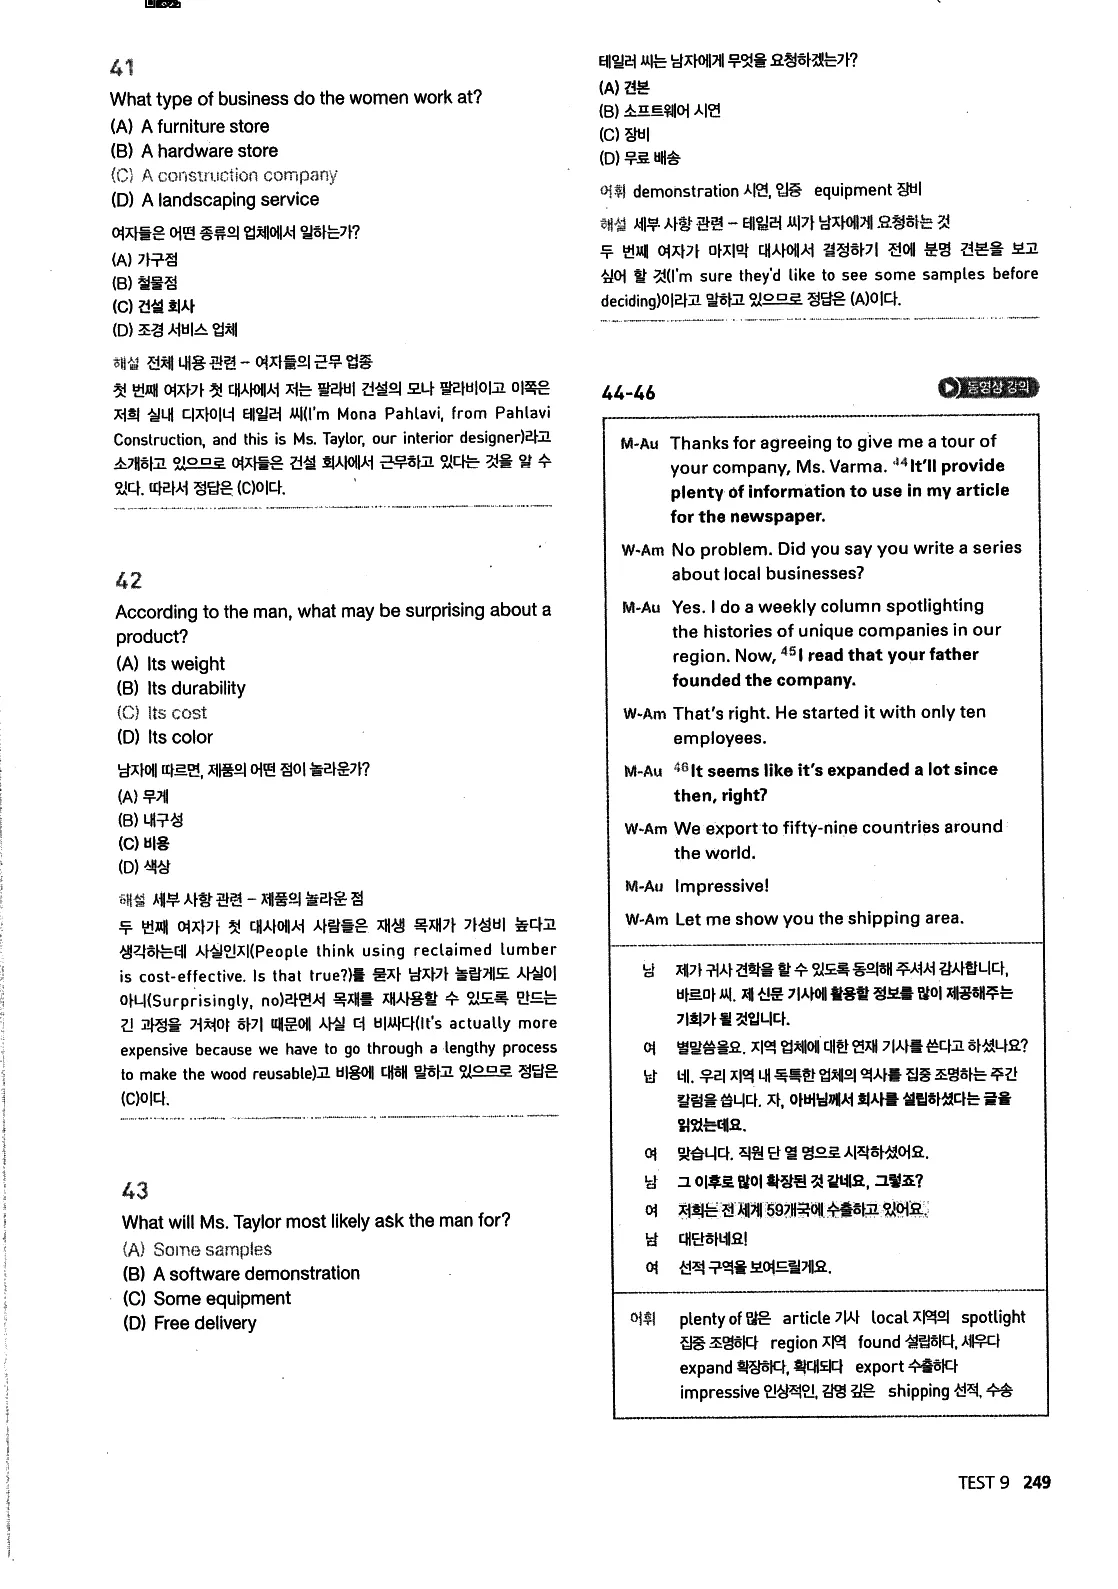 41
What type of business do the women work at?
(A) A furniture store
(B) A hardware store
(C) A construction company
(D) A landscaping service
여자들은 어떤 종류의 업체에서 일하는가?
(A) 가구점
(B) 철물점
(C) 건설 회사
(D) 조경 서비스 업체
해설 전체 내용 관련 – 여자들의 근무 업종
첫 번째 여자가 첫 대사에서 저는 팔라비 건설의 모나 팔라비이고 이쪽은
저희 실내 디자이너 테일러 씨(I'm Mona Pahlavi, from Pahlavi
Construction, and this is Ms. Taylor, our interior designer)라고
소개하고 있으므로 여자들은 건설 회사에서 근무하고 있다는 것을 알 수
있다. 따라서 정답은 (C)이다.
42
According to the man, what may be surprising about a
product?
(A) Its weight
(B) Its durability
(C) Its cost
(D) Its color
남자에 따르면, 제품의 어떤 점이 놀라운가?
(A) 무게
(B) 내구성
(C) 비용
(D) 색상
해설 세부 사항 관련 – 제품의 놀라운 점
두 번째 여자가 첫 대사에서 사람들은 재생 목재가 가성비 높다고
생각하는데 사실인지(People think using reclaimed lumber
is cost-effective. Is that true?)를 묻자 남자가 놀랍게도 사실이
아니(Surprisingly, no)라면서 목재를 재사용할 수 있도록 만드는
긴 과정을 거쳐야 하기 때문에 사실 더 비싸다(It's actually more
expensive because we have to go through a lengthy process
to make the wood reusable)고 비용에 대해 말하고 있으므로 정답은
(C)이다.
43
What will Ms. Taylor most likely ask the man for?
(A) Some samples
(B) A software demonstration
(C) Some equipment
(D) Free delivery
테일러 씨는 남자에게 무엇을 요청하겠는가?
(A) 견본
(B) 소프트웨어 시연
(C) 장비
(D) 무료 배송
어휘 demonstration 시연, 입증 equipment 장비
해설 세부 사항 관련 – 테일러 씨가 남자에게 요청하는 것
두 번째 여자가 마지막 대사에서 결정하기 전에 분명 견본을 보고
싶어 할 것(I'm sure they'd like to see some samples before
deciding)이라고 말하고 있으므로 정답은 (A)이다.
44-46 동영상 강의
M-Au Thanks for agreeing to give me a tour of
your company, Ms. Varma. 44It'll provide
plenty of information to use in my article
for the newspaper.
W-Am No problem. Did you say you write a series
about local businesses?
M-Au Yes. I do a weekly column spotlighting
the histories of unique companies in our
region. Now, 45I read that your father
founded the company.
W-Am That's right. He started it with only ten
employees.
M-Au 46It seems like it's expanded a lot since
then, right?
W-Am We export to fifty-nine countries around
the world.
M-Au Impressive!
W-Am Let me show you the shipping area.
남 제가 귀사 견학을 할 수 있도록 동의해 주셔서 감사합니다,
바르마 씨. 제 신문 기사에 활용할 정보를 많이 제공해주는
기회가 될 것입니다.
여 별말씀을요. 지역 업체에 대한 연재 기사를 쓴다고 하셨나요?
남 네. 우리 지역 내 독특한 업체의 역사를 집중 조명하는 주간
칼럼을 씁니다. 자, 아버님께서 회사를 설립하셨다는 글을
읽었는데요.
여 맞습니다. 직원 단 열 명으로 시작하셨어요.
남 그 이후로 많이 확장된 것 같네요, 그렇죠?
여 저희는 전 세계 59개국에 수출하고 있어요.
남 대단하네요!
여 선적 구역을 보여드릴게요.
어휘 plenty of 많은 article 기사 local 지역의 spotlight
집중 조명하다 region 지역 found 설립하다, 세우다
expand 확장하다, 확대되다 export 수출하다
impressive 인상적인, 감명 깊은 shipping 선적, 수송
TEST 9 249